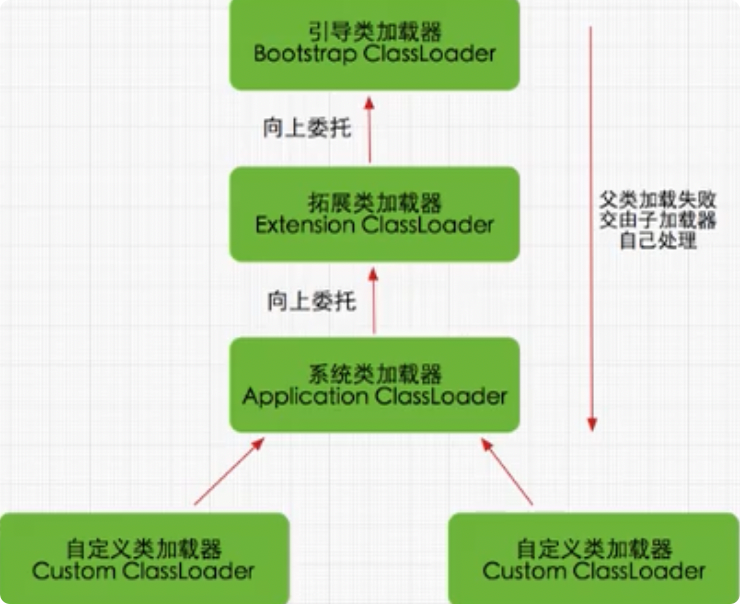 引导类加载器
Bootstrap ClassLoader
向上委托
拓展类加载器
Extension ClassLoader
父类加载失败
交由子加载器
自己处理
向上委托
系统类加载器
Application ClassLoader
自定义类加载器
Custom ClassLoader
自定义类加载器
Custom ClassLoader